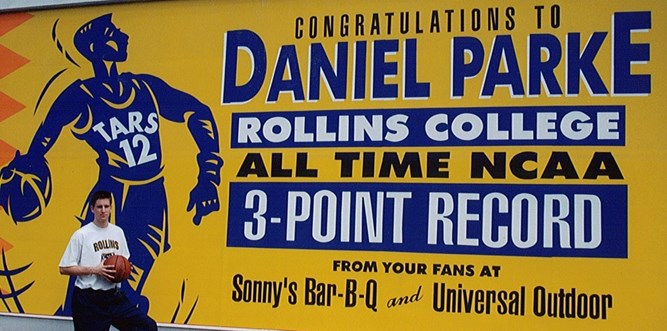 CONGRATULATIONS TO
DANIEL PARKE
ROLLINS COLLEGE
ALL TIME NCAA
3-POINT RECORD
FROM YOUR FANS AT
Sonny's Bar-B-Q and Universal Outdoor
TARS
12
ROLLINS